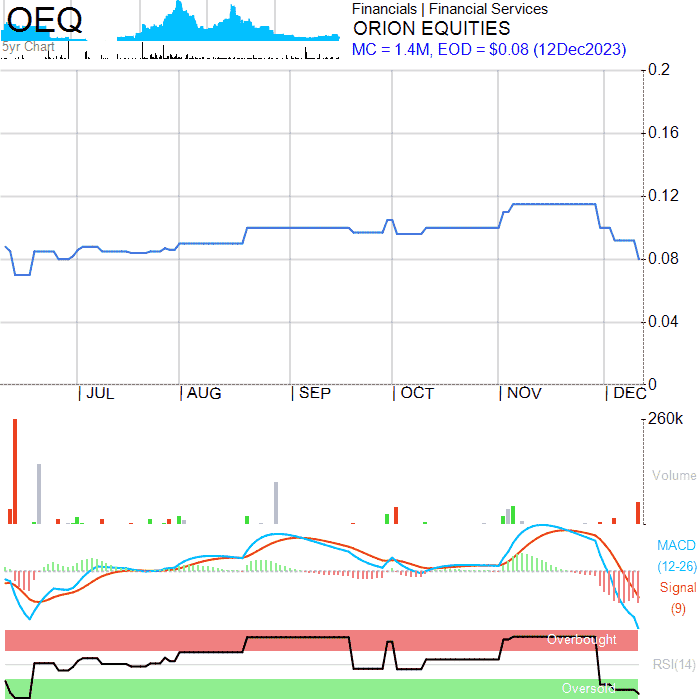 OEQ
5yr Chart
Financials | Financial Services
ORION EQUITIES
MC = 1.4M, EOD = $0.08 (12Dec2023)
0.2
0.16
0.12
0.08
0.04
0
JUL
AUG
SEP
OCT
NOV
DEC
260k
Volume
MACD
(12-26)
Signal
(9)
Overbought
RSI(14)
Oversold